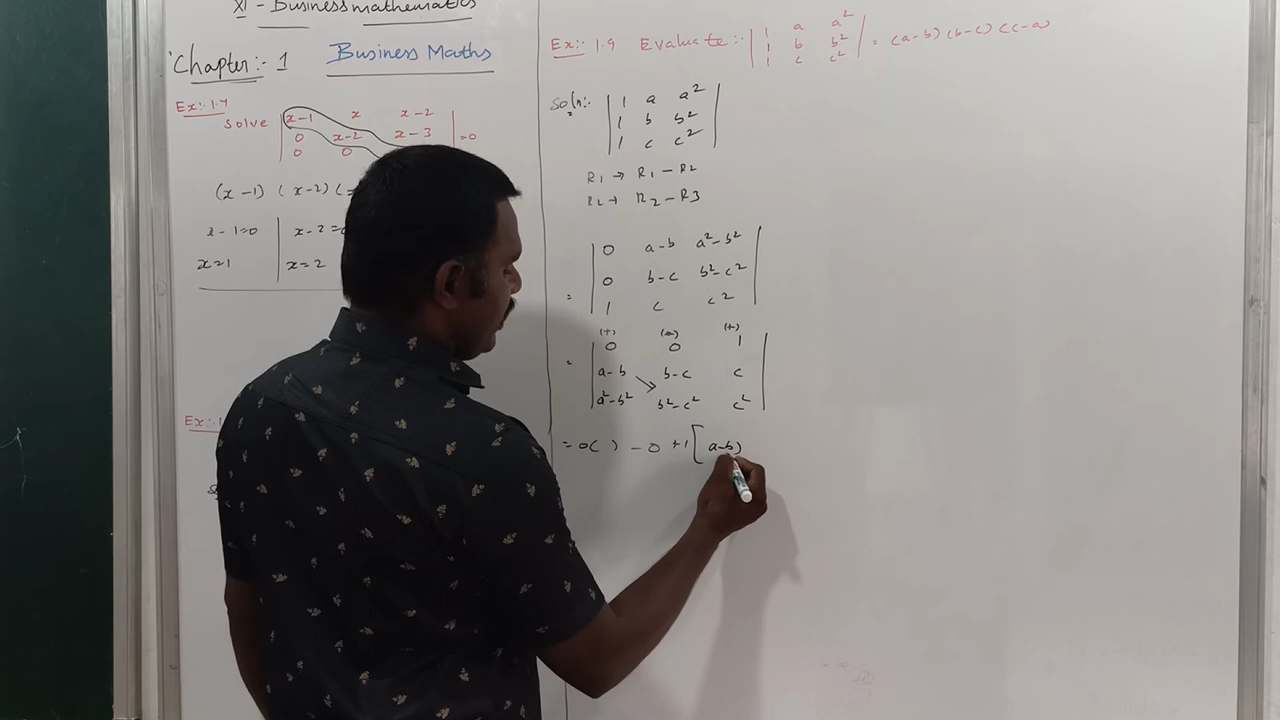 XI - Business mathematics
Chapter:- 1 Business Maths
Ex:- 1.7
Solve | x-1 x x-2 |
| 0 x-2 x-3 | =0
| 0 0
(x-1) (x-2) (
x-1=0 | x-2=0
x=1 | x=2
Ex:-1
Ex:- 1.9 Evaluate:- | 1 a a² |
| 1 b b² | = (a-b) (b-c) (c-a)
| 1 c c² |
Soln:- | 1 a a² |
| 1 b b² |
| 1 c c² |
R1 → R1 - R2
R2 → R2 - R3
| 0 a-b a²-b² |
| 0 b-c b²-c² |
= | 1 c c² |
(+) (-) (+)
| 0 0 1 |
= | a-b b-c c |
| a²-b² b²-c² c² |
= 0( ) - 0 +1 [ a-b)